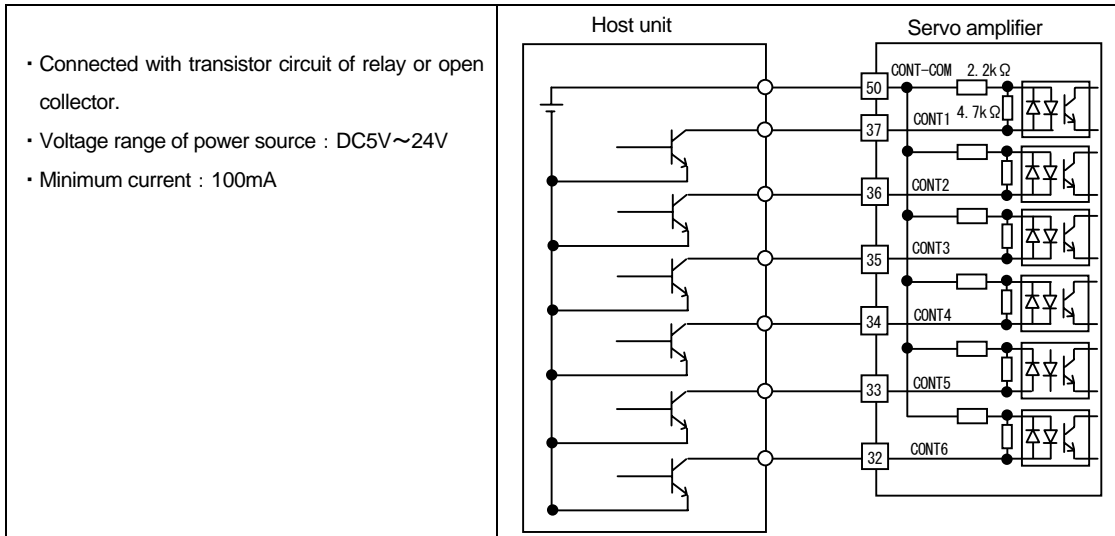 ・Connected with transistor circuit of relay or open
collector.
・Voltage range of power source：DC5V～24V
・Minimum current：100mA
Host unit
Servo amplifier
50
CONT-COM
2.2kΩ
4.7kΩ
37
CONT1
36
CONT2
35
CONT3
34
CONT4
33
CONT5
32
CONT6